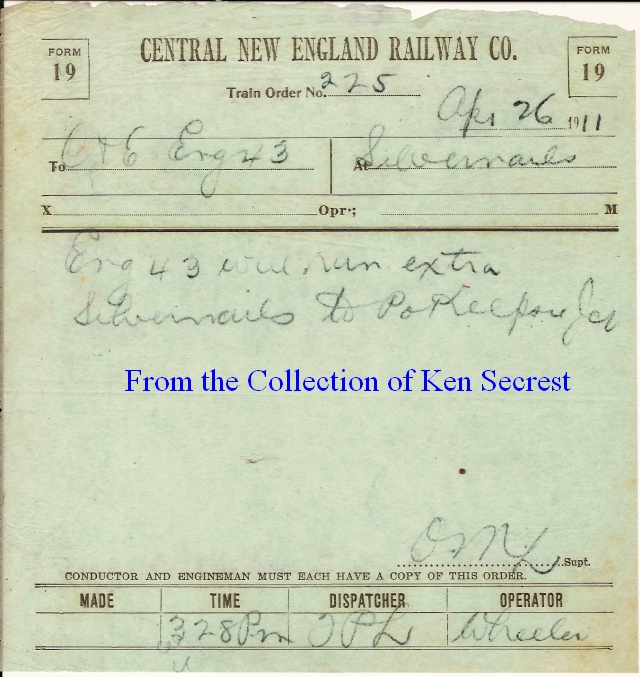 FORM 19
CENTRAL NEW ENGLAND RAILWAY CO.
FORM 19
Train Order No. 225
Apr 26 1911
To C&E Eng 43
At Silvernails
X Opr.; M
Eng 43 will run extra
Silvernails to PoKeepsie Jct
From the Collection of Ken Secrest
Supt.
CONDUCTOR AND ENGINEMAN MUST EACH HAVE A COPY OF THIS ORDER.
MADE TIME DISPATCHER OPERATOR
328Pm Wheeler